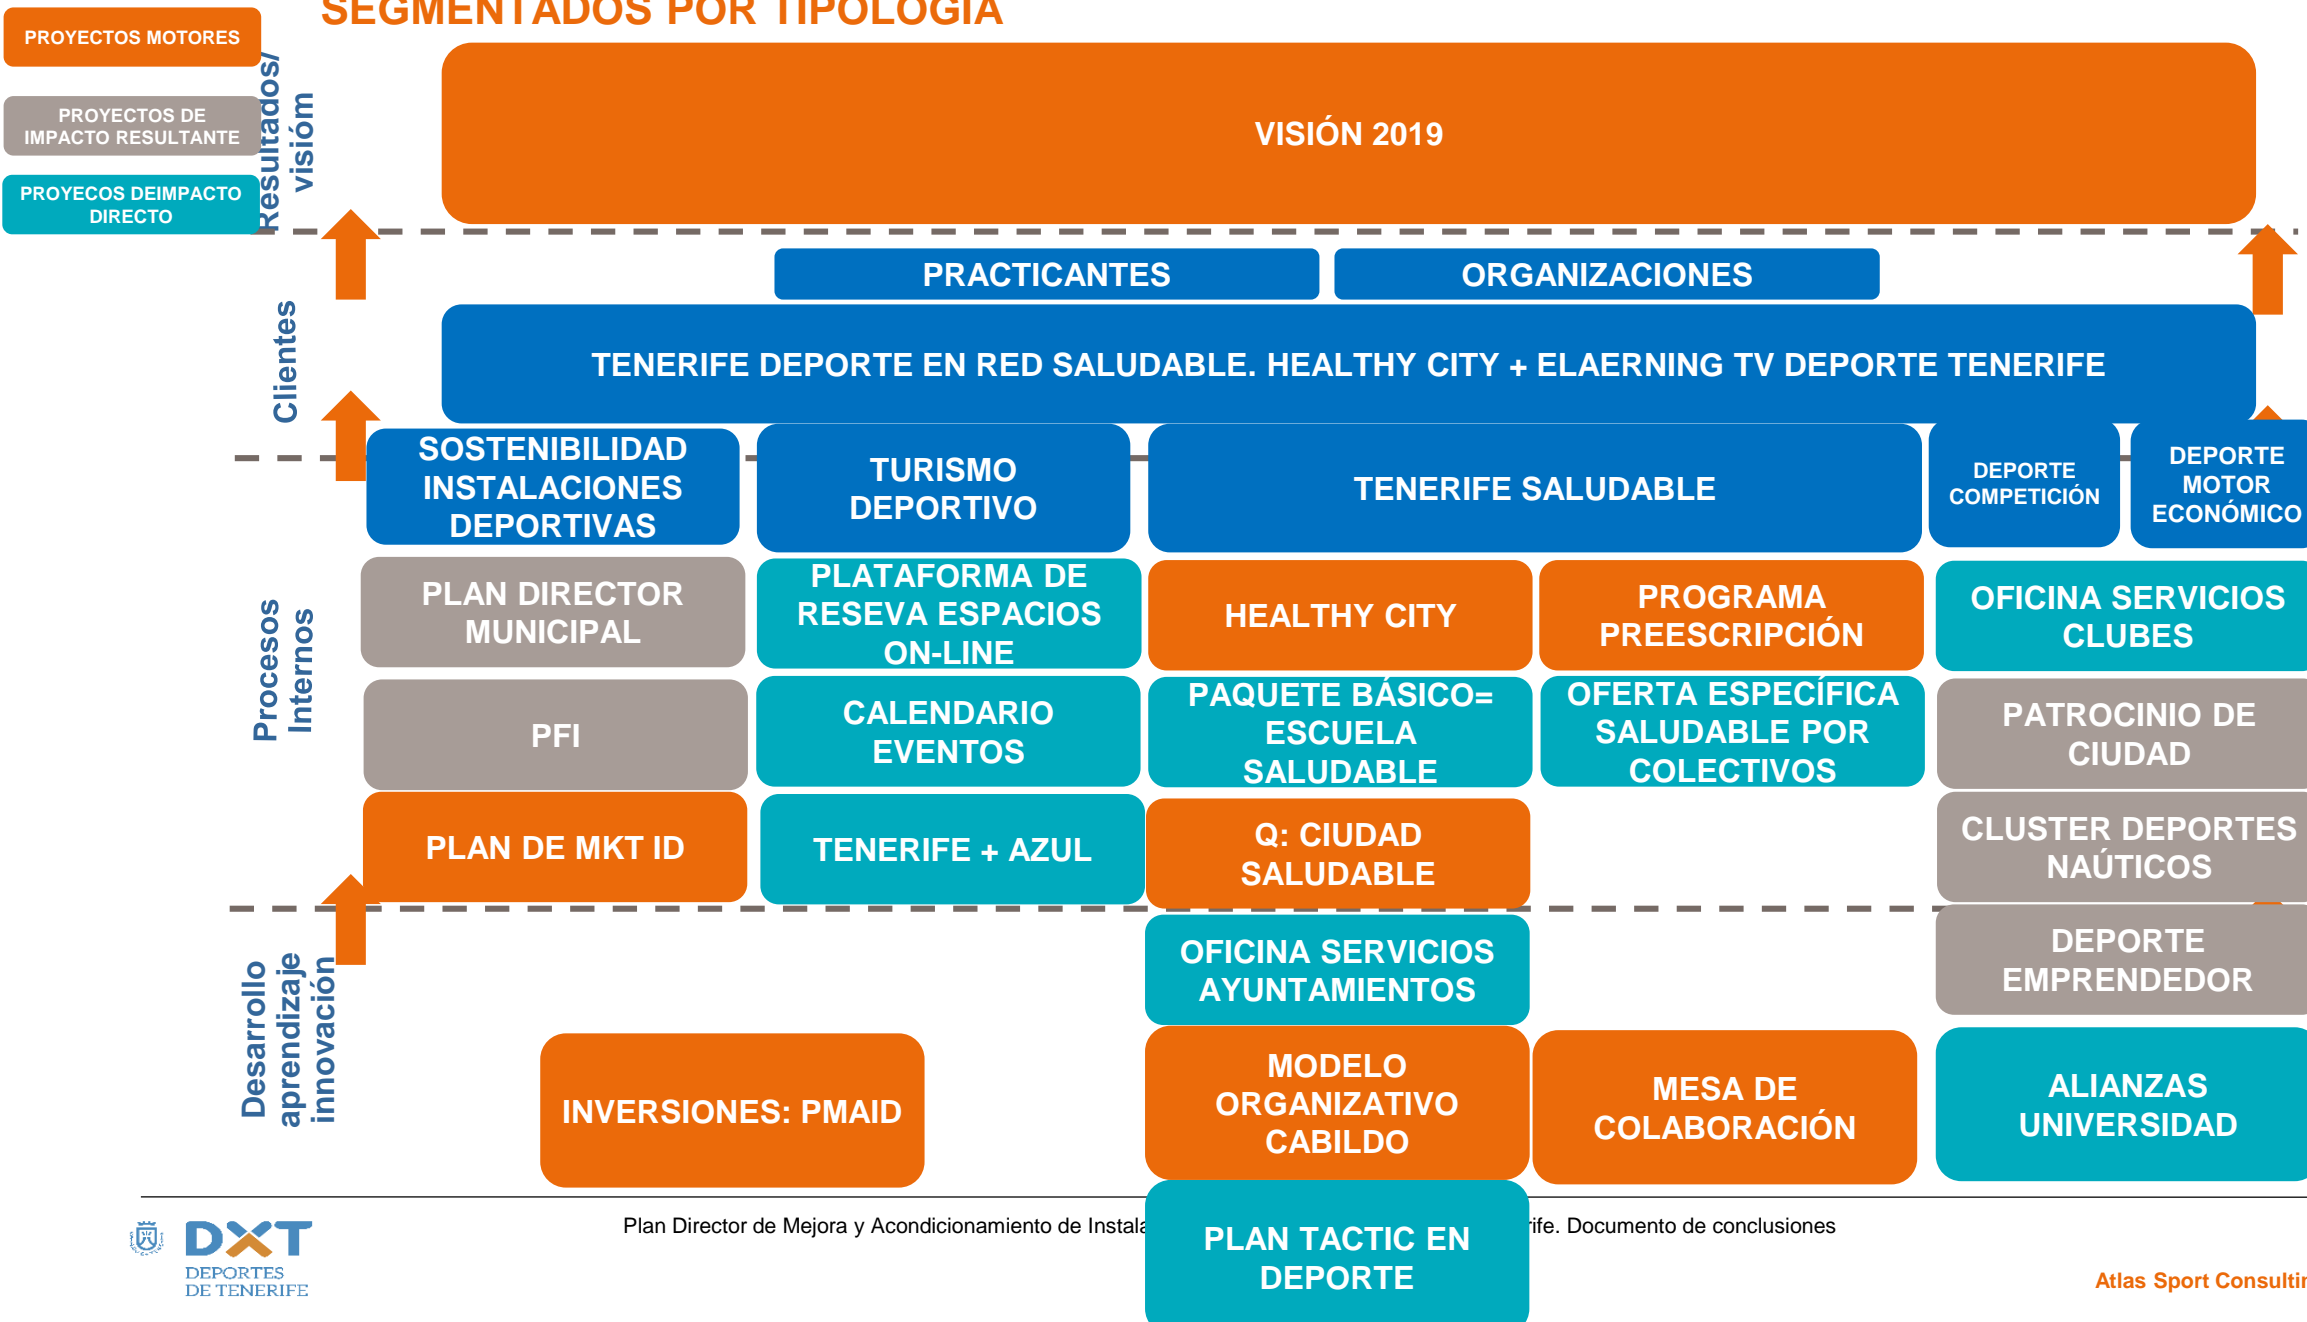 SEGMENTADOS POR TIPOLOGÍA
PROYECTOS MOTORES
PROYECTOS DE
IMPACTO RESULTANTE
PROYECOS DEIMPACTO
DIRECTO
Resultados/
visióm
VISIÓN 2019
PRACTICANTES
ORGANIZACIONES
Clientes
TENERIFE DEPORTE EN RED SALUDABLE. HEALTHY CITY + ELAERNING TV DEPORTE TENERIFE
SOSTENIBILIDAD
INSTALACIONES
DEPORTIVAS
TURISMO
DEPORTIVO
TENERIFE SALUDABLE
DEPORTE
COMPETICIÓN
DEPORTE
MOTOR
ECONÓMICO
Procesos
Internos
PLAN DIRECTOR
MUNICIPAL
PLATAFORMA DE
RESEVA ESPACIOS
ON-LINE
HEALTHY CITY
PROGRAMA
PREESCRIPCIÓN
OFICINA SERVICIOS
CLUBES
PFI
CALENDARIO
EVENTOS
PAQUETE BÁSICO=
ESCUELA
SALUDABLE
OFERTA ESPECÍFICA
SALUDABLE POR
COLECTIVOS
PATROCINIO DE
CIUDAD
PLAN DE MKT ID
TENERIFE + AZUL
Q: CIUDAD
SALUDABLE
CLUSTER DEPORTES
NAÚTICOS
Desarrollo
aprendizaje
innovación
OFICINA SERVICIOS
AYUNTAMIENTOS
DEPORTE
EMPRENDEDOR
INVERSIONES: PMAID
MODELO
ORGANIZATIVO
CABILDO
MESA DE
COLABORACIÓN
ALIANZAS
UNIVERSIDAD
PLAN TACTIC EN
DEPORTE
DXT
DEPORTES
DE TENERIFE
Plan Director de Mejora y Acondicionamiento de Instala rife. Documento de conclusiones
Atlas Sport Consultin